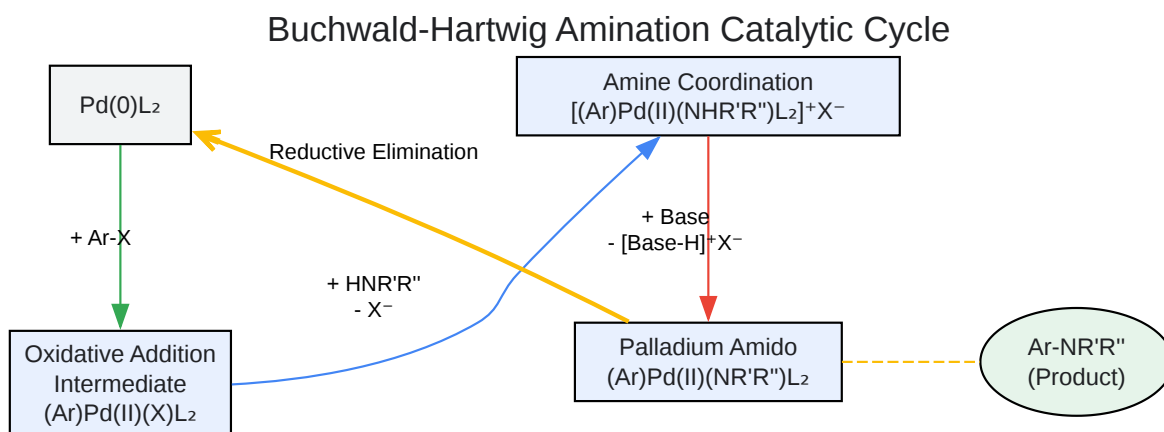 Buchwald-Hartwig Amination Catalytic Cycle
Pd(0)L₂
Amine Coordination
[(Ar)Pd(II)(NHR'R'')L₂]⁺X⁻
Reductive Elimination
+ Ar-X
+ Base
- [Base-H]⁺X⁻
+ HNR'R''
- X⁻
Oxidative Addition
Intermediate
(Ar)Pd(II)(X)L₂
Palladium Amido
(Ar)Pd(II)(NR'R'')L₂
Ar-NR'R''
(Product)